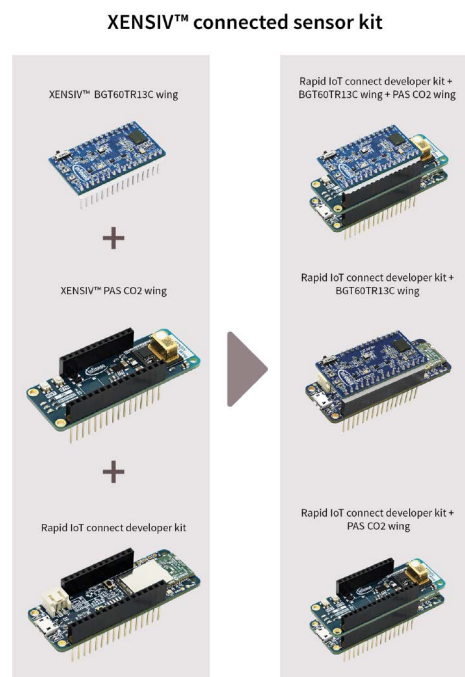 XENSIV™ connected sensor kit
XENSIV™ BGT60TR13C wing
XENSIV™ PAS CO2 wing
Rapid IoT connect developer kit
Rapid IoT connect developer kit +
BGT60TR13C wing + PAS CO2 wing
Rapid IoT connect developer kit +
BGT60TR13C wing
Rapid IoT connect developer kit +
PAS CO2 wing